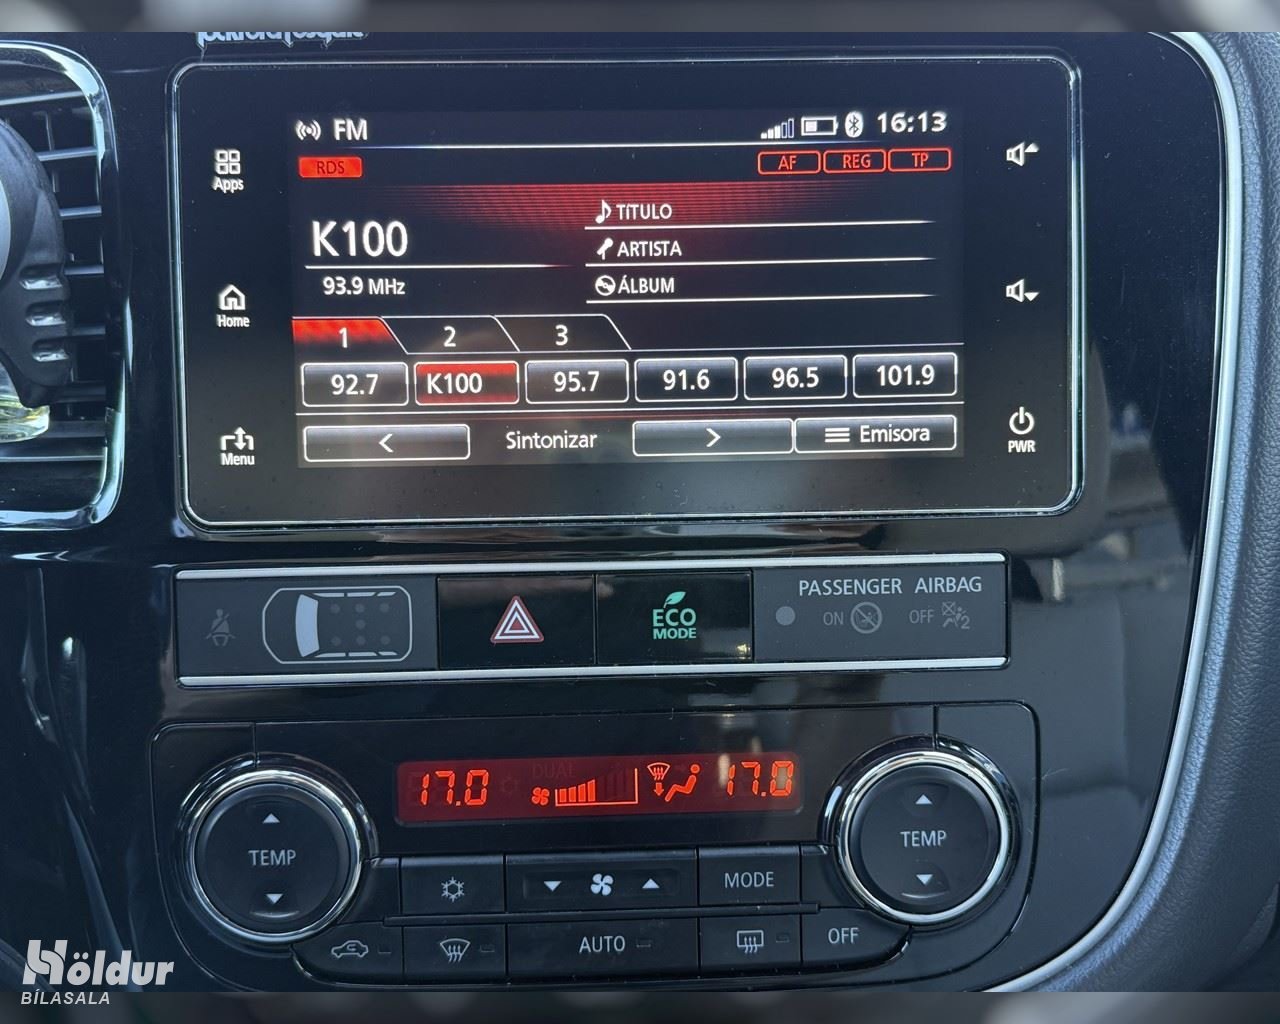 FM
16:13
RDS
AF REG TP
Apps
K100
TÍTULO
ARTISTA
93.9 MHz
ÁLBUM
Home
1 2 3
92.7 K100 95.7 91.6 96.5 101.9
< Sintonizar > Emisora
Menu
PWR
PASSENGER AIRBAG
ECO
MODE
ON OFF 2
17.0 DUAL 17.0
TEMP
TEMP
MODE
AUTO
OFF
Höldur
BÍLASALA